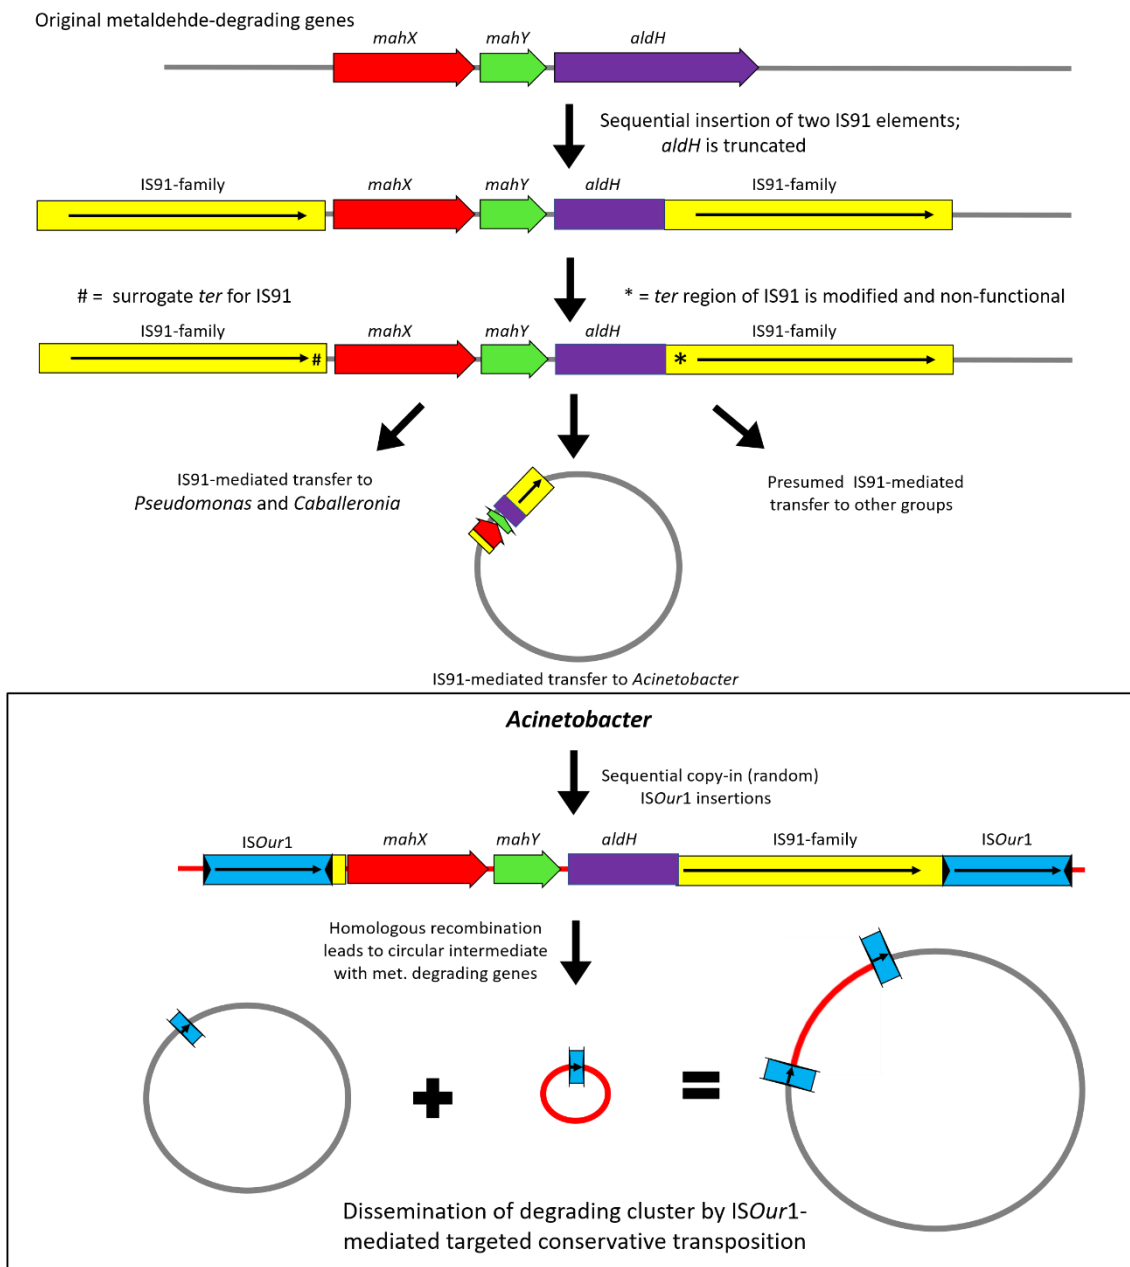 Original metaldehde-degrading genes
mahX
mahY
aldH
Sequential insertion of two IS91 elements;
aldH is truncated
IS91-family
mahX
mahY
aldH
IS91-family
# = surrogate ter for IS91
* = ter region of IS91 is modified and non-functional
IS91-family
mahX
mahY
aldH
IS91-family
#
*
IS91-mediated transfer to
Pseudomonas and Caballeronia
Presumed IS91-mediated
transfer to other groups
IS91-mediated transfer to Acinetobacter
Acinetobacter
Sequential copy-in (random)
ISOur1 insertions
ISOur1
mahX
mahY
aldH
IS91-family
ISOur1
Homologous recombination
leads to circular intermediate
with met. degrading genes
+
=
Dissemination of degrading cluster by ISOur1-
mediated targeted conservative transposition